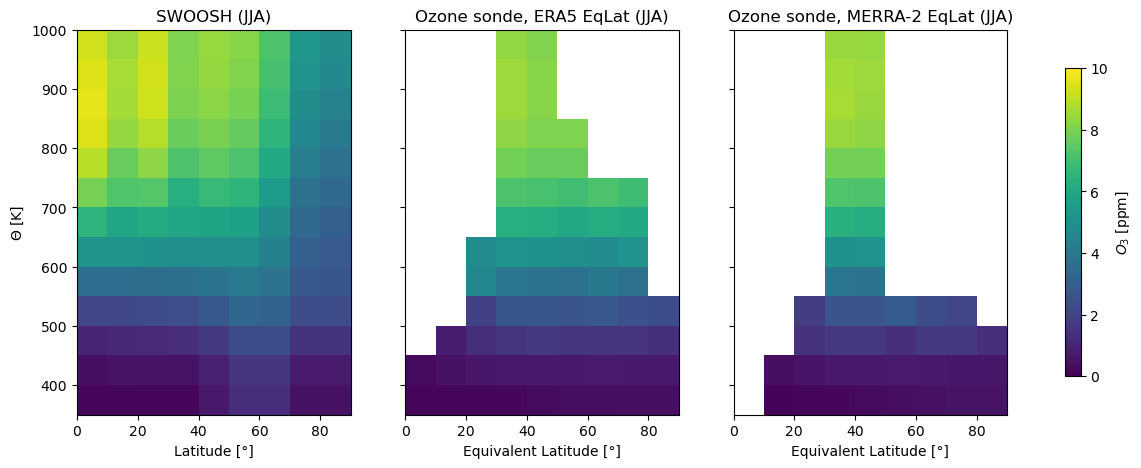 SWOOSH (JJA)
Ozone sonde, ERA5 EqLat (JJA)
Ozone sonde, MERRA-2 EqLat (JJA)
1000
900
800
700
600
500
400
Θ [K]
0 20 40 60 80
Latitude [°]
0 20 40 60 80
Equivalent Latitude [°]
0 20 40 60 80
Equivalent Latitude [°]
10
8
6
4
2
0
O₃ [ppm]